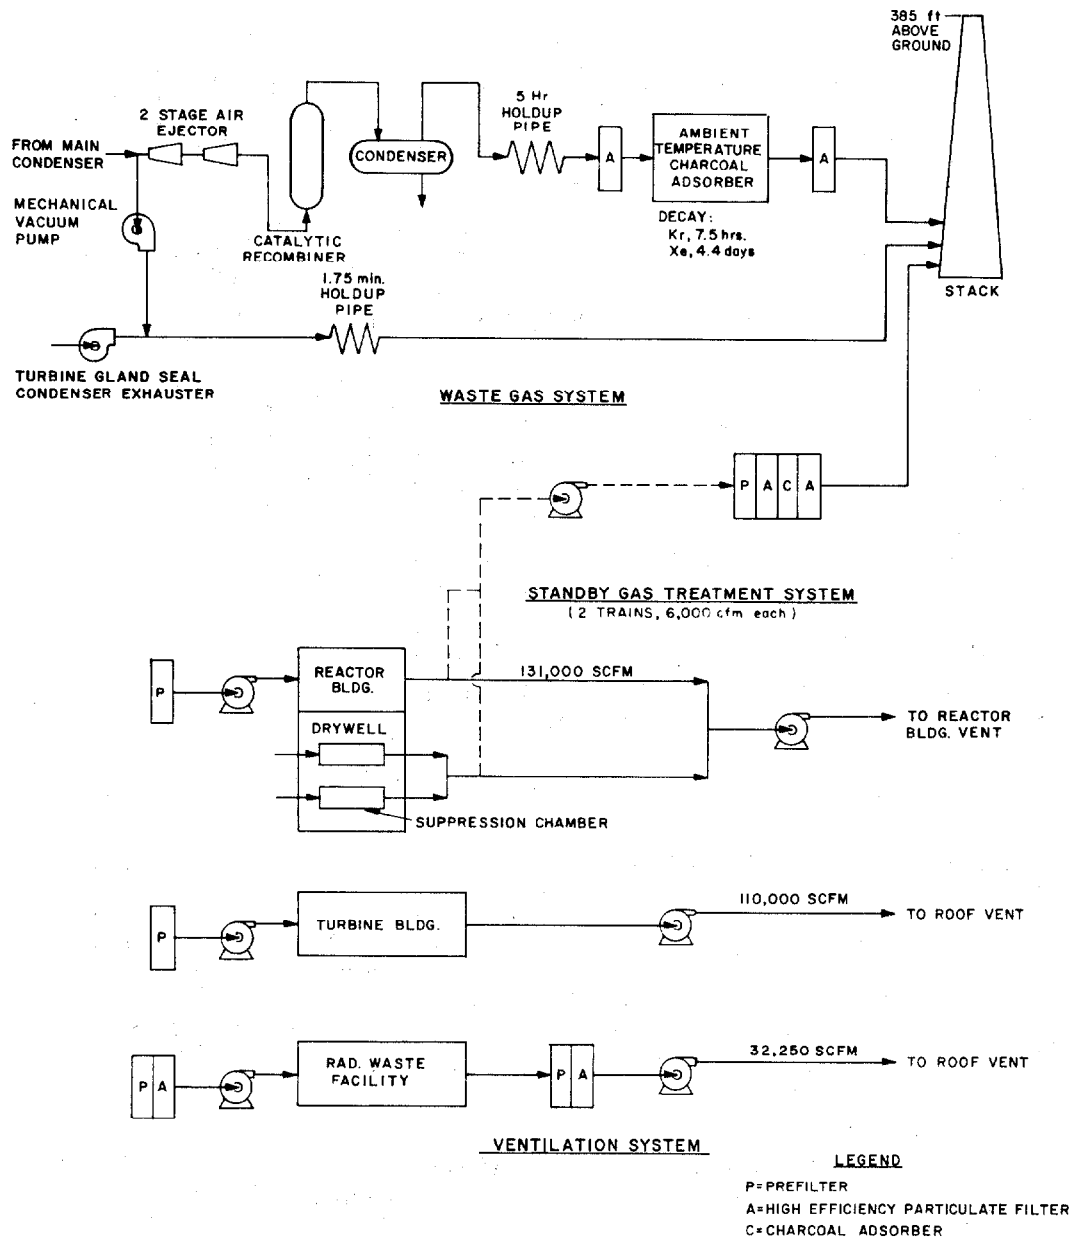 385 ft
ABOVE
GROUND
2 STAGE AIR
EJECTOR
FROM MAIN
CONDENSER
MECHANICAL
VACUUM
PUMP
CATALYTIC
RECOMBINER
CONDENSER
5 Hr
HOLDUP
PIPE
A
AMBIENT
TEMPERATURE
CHARCOAL
ADSORBER
A
DECAY:
Kr, 7.5 hrs.
Xe, 4.4 days
STACK
1.75 min.
HOLDUP
PIPE
TURBINE GLAND SEAL
CONDENSER EXHAUSTER
WASTE GAS SYSTEM
P A C A
STANDBY GAS TREATMENT SYSTEM
(2 TRAINS, 6,000 cfm each)
P
REACTOR
BLDG.
131,000 SCFM
DRYWELL
SUPPRESSION CHAMBER
TO REACTOR
BLDG. VENT
P
TURBINE BLDG.
110,000 SCFM
TO ROOF VENT
P A
RAD. WASTE
FACILITY
P A
32,250 SCFM
TO ROOF VENT
VENTILATION SYSTEM
LEGEND
P=PREFILTER
A=HIGH EFFICIENCY PARTICULATE FILTER
C=CHARCOAL ADSORBER